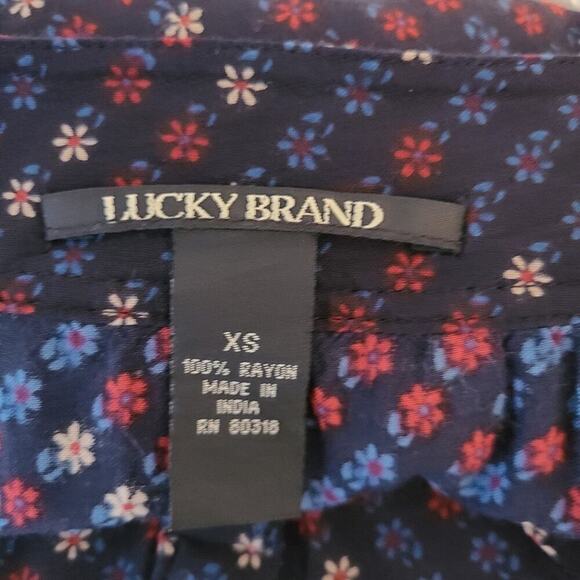 LUCKY BRAND
XS
100% RAYON
MADE IN
INDIA
RN 80318